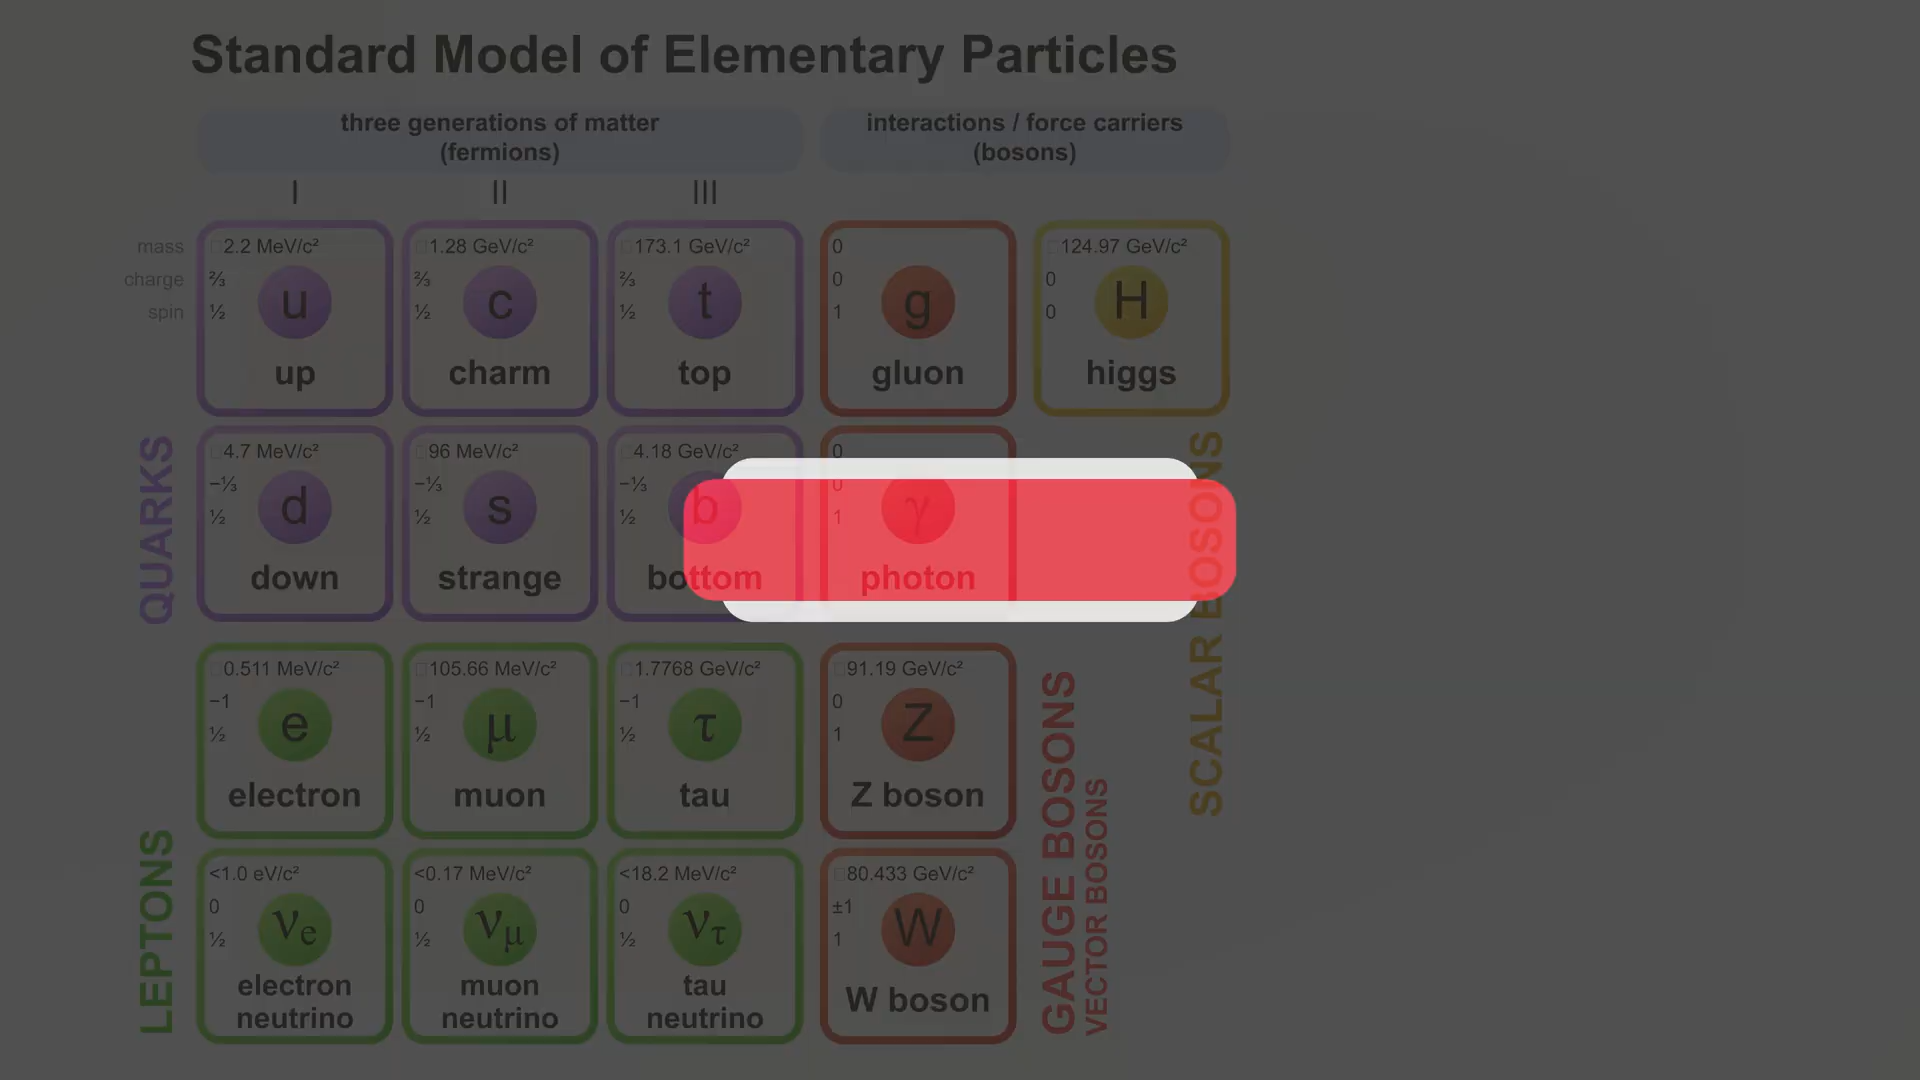 Standard Model of Elementary Particles
three generations of matter
(fermions)
interactions / force carriers
(bosons)
I
II
III
mass
charge
spin
2.2 MeV/c²
⅔
½
u
up
1.28 GeV/c²
⅔
½
c
charm
173.1 GeV/c²
⅔
½
t
top
0
0
1
g
gluon
124.97 GeV/c²
0
0
H
higgs
QUARKS
4.7 MeV/c²
−⅓
½
d
down
96 MeV/c²
−⅓
½
s
strange
4.18 GeV/c²
−⅓
½
b
bottom
0
0
1
γ
photon
SCALAR BOSONS
LEPTONS
0.511 MeV/c²
−1
½
e
electron
105.66 MeV/c²
−1
½
μ
muon
1.7768 GeV/c²
−1
½
τ
tau
91.19 GeV/c²
0
1
Z
Z boson
GAUGE BOSONS
VECTOR BOSONS
<1.0 eV/c²
0
½
νe
electron
neutrino
<0.17 MeV/c²
0
½
νμ
muon
neutrino
<18.2 MeV/c²
0
½
ντ
tau
neutrino
80.433 GeV/c²
±1
1
W
W boson